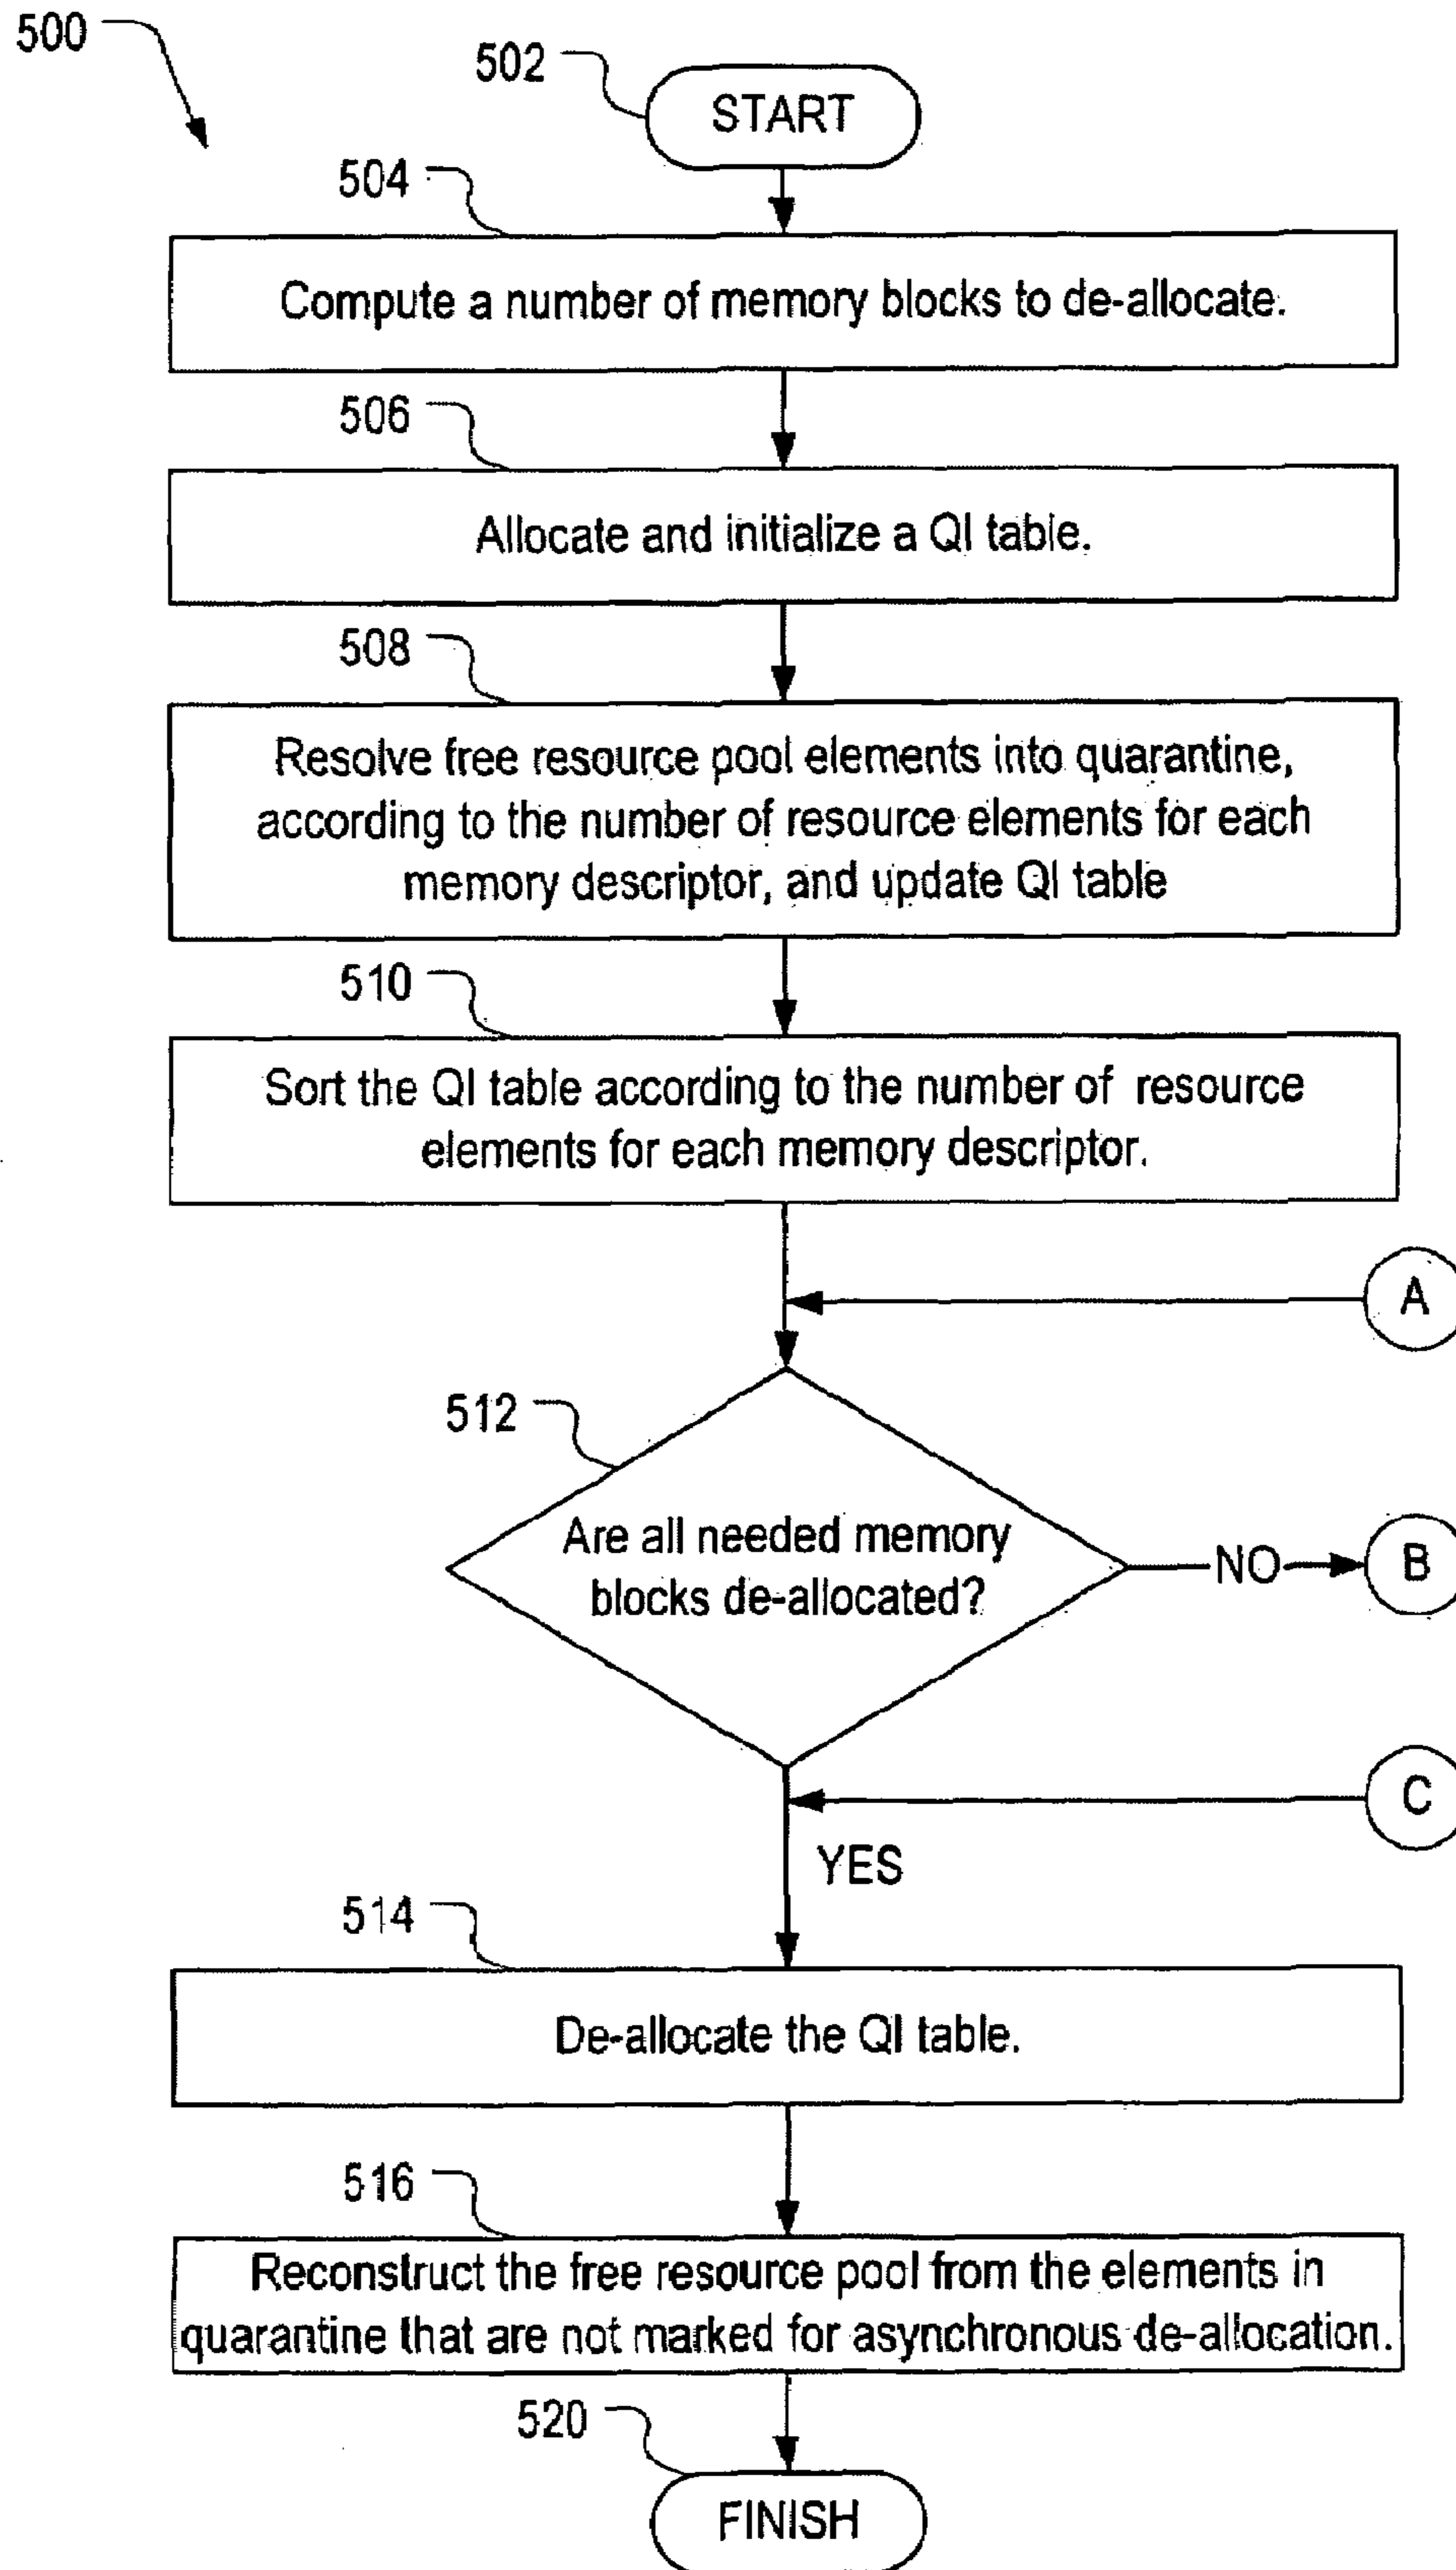 500
502
START
504
Compute a number of memory blocks to de-allocate.
506
Allocate and initialize a QI table.
508
Resolve free resource pool elements into quarantine,
according to the number of resource elements for each
memory descriptor, and update QI table
510
Sort the QI table according to the number of resource
elements for each memory descriptor.
A
512
Are all needed memory
blocks de-allocated?
NO
B
C
YES
514
De-allocate the QI table.
516
Reconstruct the free resource pool from the elements in
quarantine that are not marked for asynchronous de-allocation.
520
FINISH